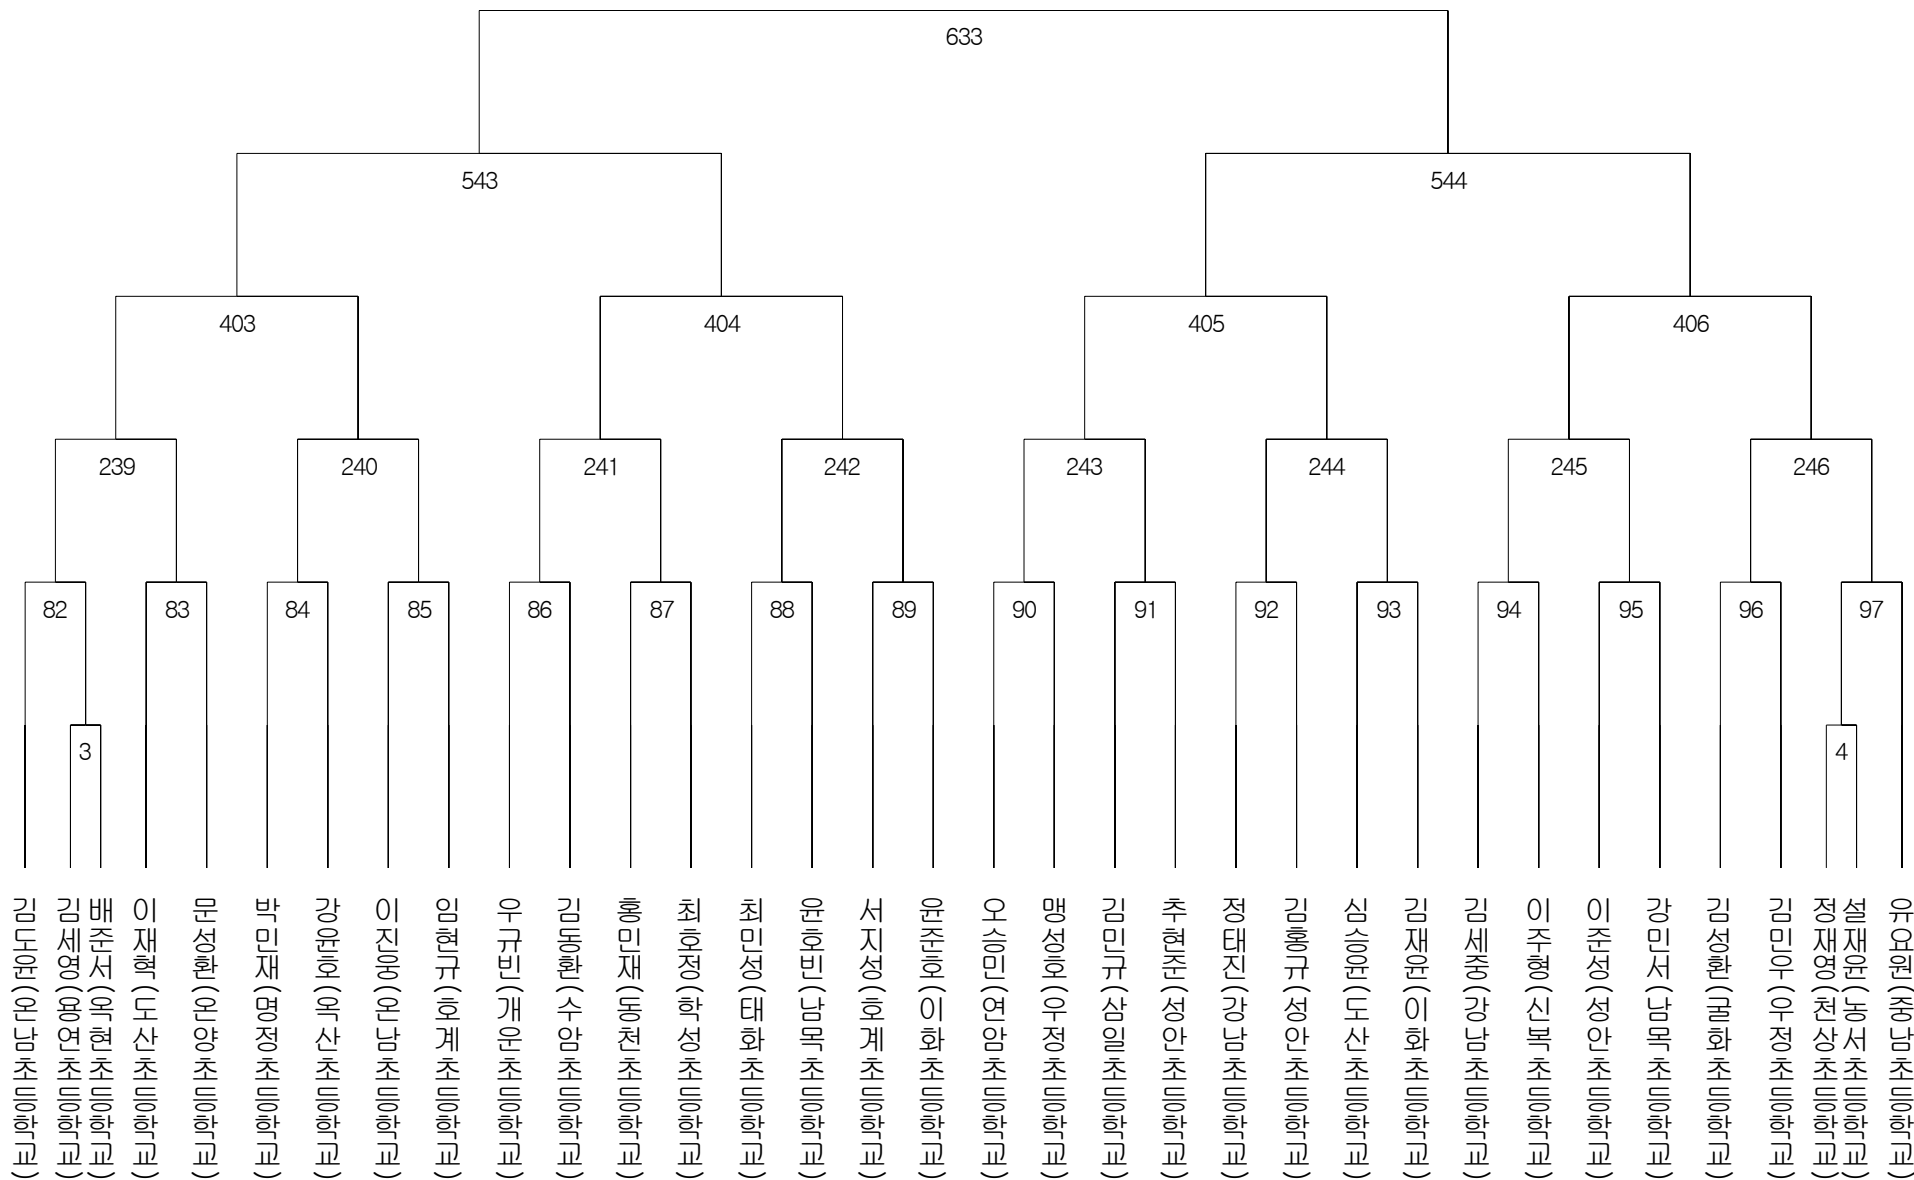 633
543
544
403
404
405
406
239
240
241
242
243
244
245
246
82
83
84
85
86
87
88
89
90
91
92
93
94
95
96
97
3
4
김도윤(온남초등학교)
김세영(용연초등학교)
배준서(옥현초등학교)
이재혁(도산초등학교)
문성환(온양초등학교)
박민재(명정초등학교)
강윤호(옥산초등학교)
이진웅(온남초등학교)
임현규(호계초등학교)
우규빈(개운초등학교)
김동환(수암초등학교)
홍민재(동천초등학교)
최호정(학성초등학교)
최민성(태화초등학교)
윤호빈(남목초등학교)
서지성(호계초등학교)
윤준호(이화초등학교)
오승민(연암초등학교)
맹성호(우정초등학교)
김민규(삼일초등학교)
추현준(성안초등학교)
정태진(강남초등학교)
김홍규(성안초등학교)
심승윤(도산초등학교)
김재윤(이화초등학교)
김세중(강남초등학교)
이주형(신복초등학교)
이준성(성안초등학교)
강민서(남목초등학교)
김성환(굴화초등학교)
김민우(우정초등학교)
정재영(천상초등학교)
설재윤(농서초등학교)
유요원(중남초등학교)